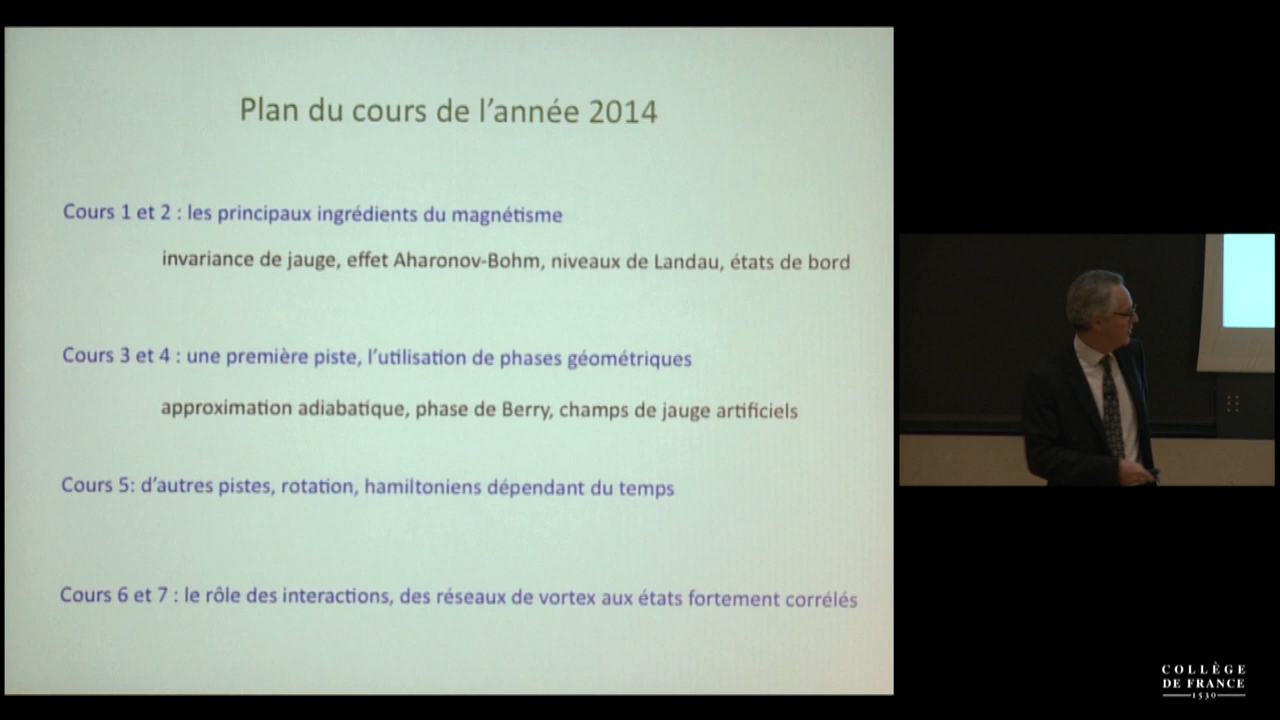 Plan du cours de l'année 2014
Cours 1 et 2 : les principaux ingrédients du magnétisme
invariance de jauge, effet Aharonov-Bohm, niveaux de Landau, états de bord
Cours 3 et 4 : une première piste, l'utilisation de phases géométriques
approximation adiabatique, phase de Berry, champs de jauge artificiels
Cours 5: d'autres pistes, rotation, hamiltoniens dépendant du temps
Cours 6 et 7 : le rôle des interactions, des réseaux de vortex aux états fortement corrélés
COLLÈGE
DE FRANCE
1530